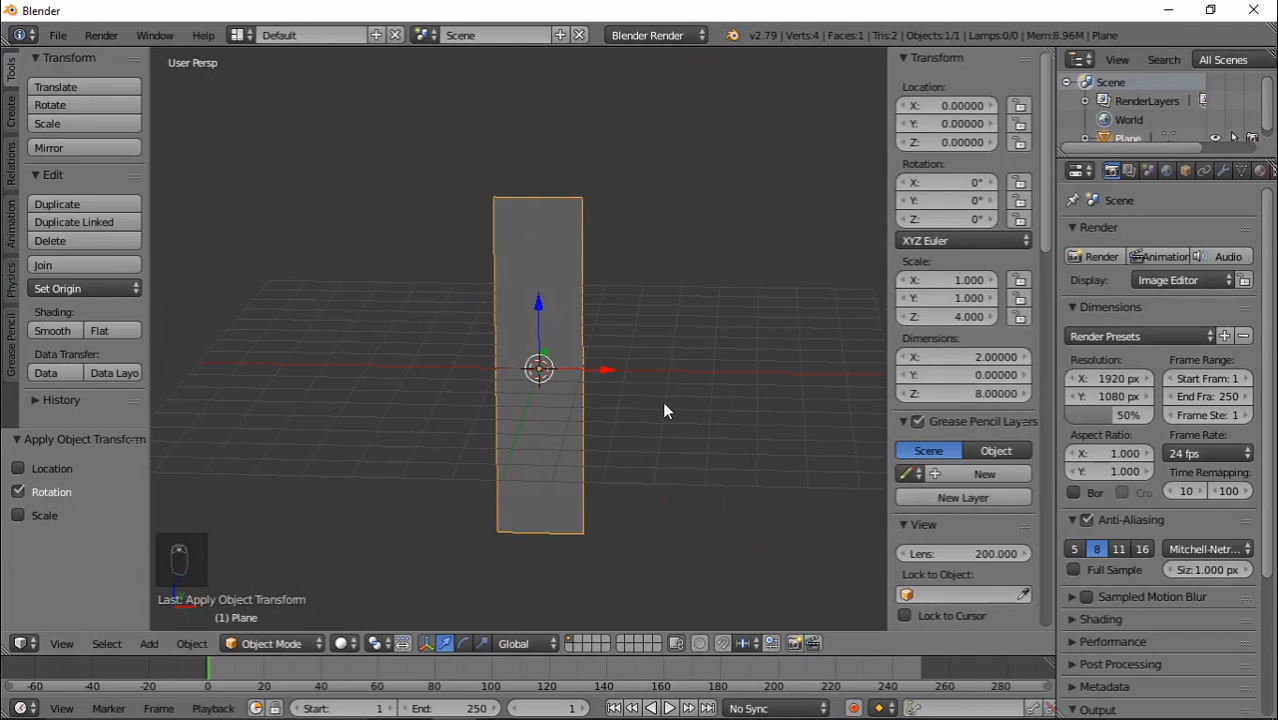 Blender
File Render Window Help Default Scene Blender Render v2.79 | Verts:4 | Faces:1 | Tris:2 | Objects:1/1 | Lamps:0/0 | Mem:8.96M | Plane
Tools
Create
Relations
Animation
Physics
Grease Pencil
Transform
Translate
Rotate
Scale
Mirror
Edit
Duplicate
Duplicate Linked
Delete
Join
Set Origin
Shading:
Smooth Flat
Data Transfer:
Data Data Layo
History
Apply Object Transform
Location
Rotation
Scale
User Persp
Last: Apply Object Transform
(1) Plane
Transform
Location:
X: 0.00000
Y: 0.00000
Z: 0.00000
Rotation:
X: 0°
Y: 0°
Z: 0°
XYZ Euler
Scale:
X: 1.000
Y: 1.000
Z: 4.000
Dimensions:
X: 2.00000
Y: 0.00000
Z: 8.00000
Grease Pencil Layers
Scene Object
New
New Layer
View
Lens: 200.000
Lock to Object:
Lock to Cursor
View Search All Scenes
Scene
RenderLayers
World
Plane
Scene
Render
Render Animation Audio
Display: Image Editor
Dimensions
Render Presets
Resolution: Frame Range:
X: 1920 px Start Fram: 1
Y: 1080 px End Fra: 250
50% Frame Ste: 1
Aspect Ratio: Frame Rate:
X: 1.000 24 fps
Y: 1.000 Time Remapping:
Bor Cro 10 100
Anti-Aliasing
5 8 11 16 Mitchell-Netr...
Full Sample Siz: 1.000 px
Sampled Motion Blur
Shading
Performance
Post Processing
Metadata
Output
View Select Add Object Object Mode Global
-60 -40 -20 0 20 40 60 80 100 120 140 160 180 200 220 240 260 280
View Marker Frame Playback Start: 1 End: 250 1 No Sync